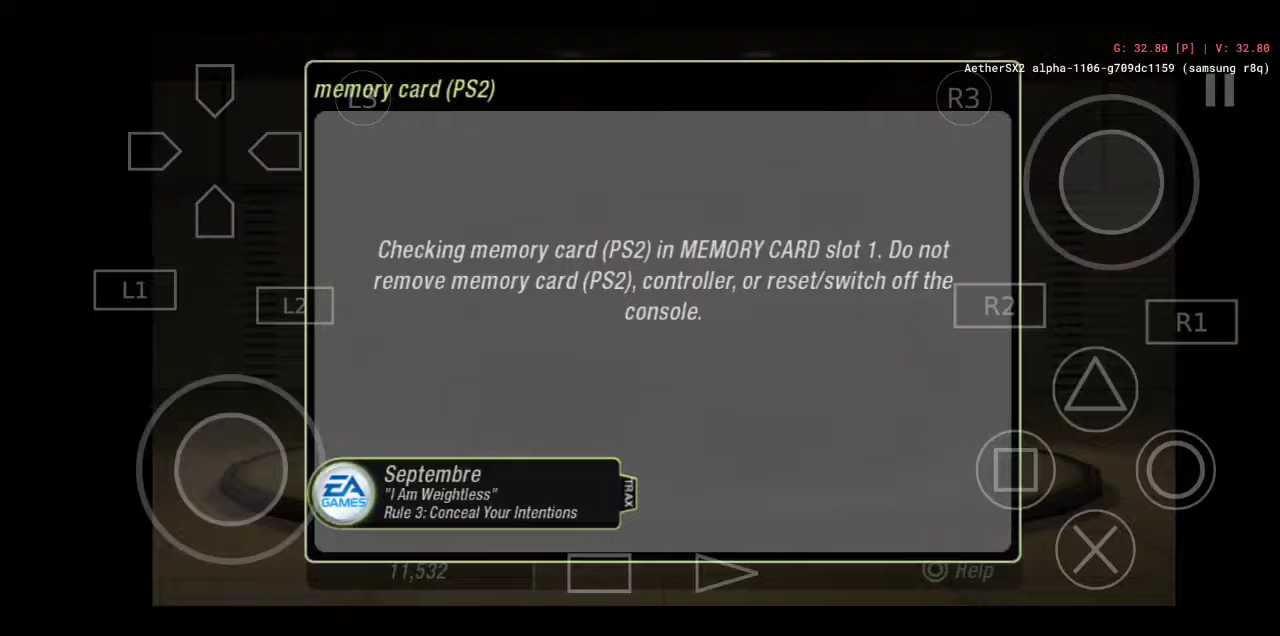 G: 32.80 [P] | V: 32.80
AetherSX2 alpha-1106-g709dc1159 (samsung r8q)
memory card (PS2)
L3
R3
Checking memory card (PS2) in MEMORY CARD slot 1. Do not
remove memory card (PS2), controller, or reset/switch off the
console.
L1
L2
R2
R1
Septembre
"I Am Weightless"
Rule 3: Conceal Your Intentions
EA
GAMES
TRAX
11,532
Help